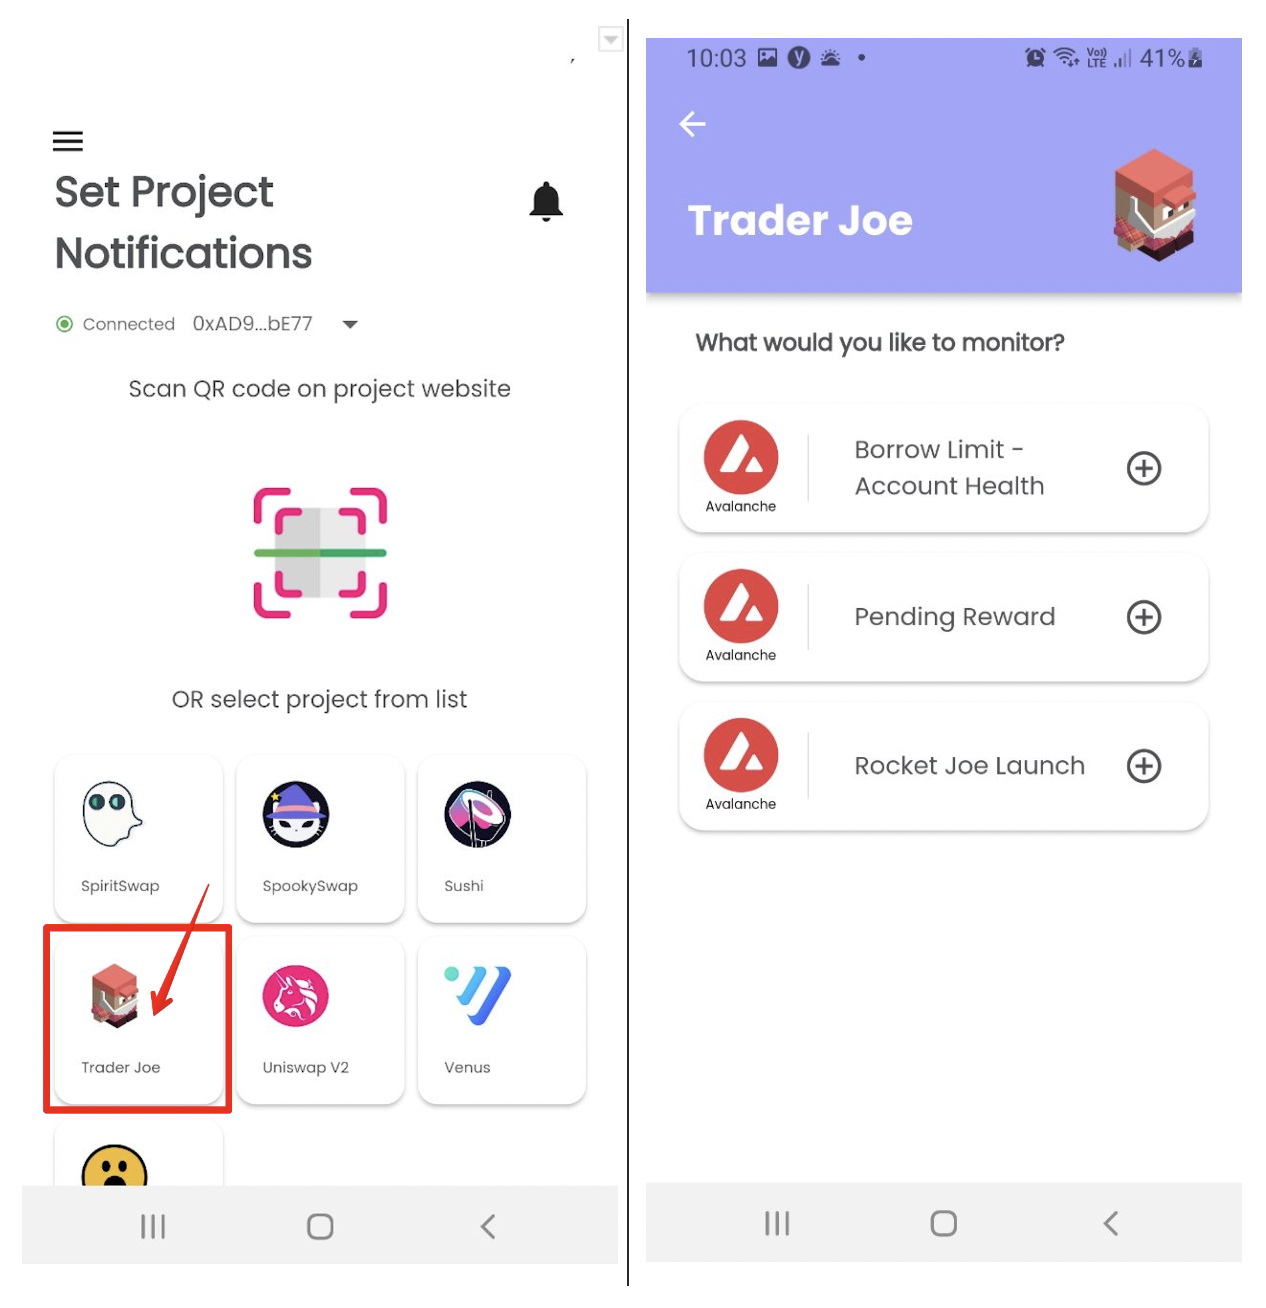 Set Project
Notifications
Connected 0xAD9...bE77
Scan QR code on project website
OR select project from list
SpiritSwap
SpookySwap
Sushi
Trader Joe
Uniswap V2
Venus
10:03
Vo))
LTE
41%
Trader Joe
What would you like to monitor?
Avalanche
Borrow Limit -
Account Health
Avalanche
Pending Reward
Avalanche
Rocket Joe Launch